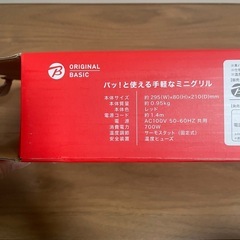 B
ORIGINAL
BASIC
パッ!と使える手軽なミニグリル
本体サイズ 約295(W)×80(H)×210(D)mm
本体質量 約0.95kg
本体色 レッド
電源コード 約1.4m
電源 AC100V 50-60HZ 共用
消費電力 700W
温度調節 サーモスタット(固定式)
安全装置 温度ヒューズ